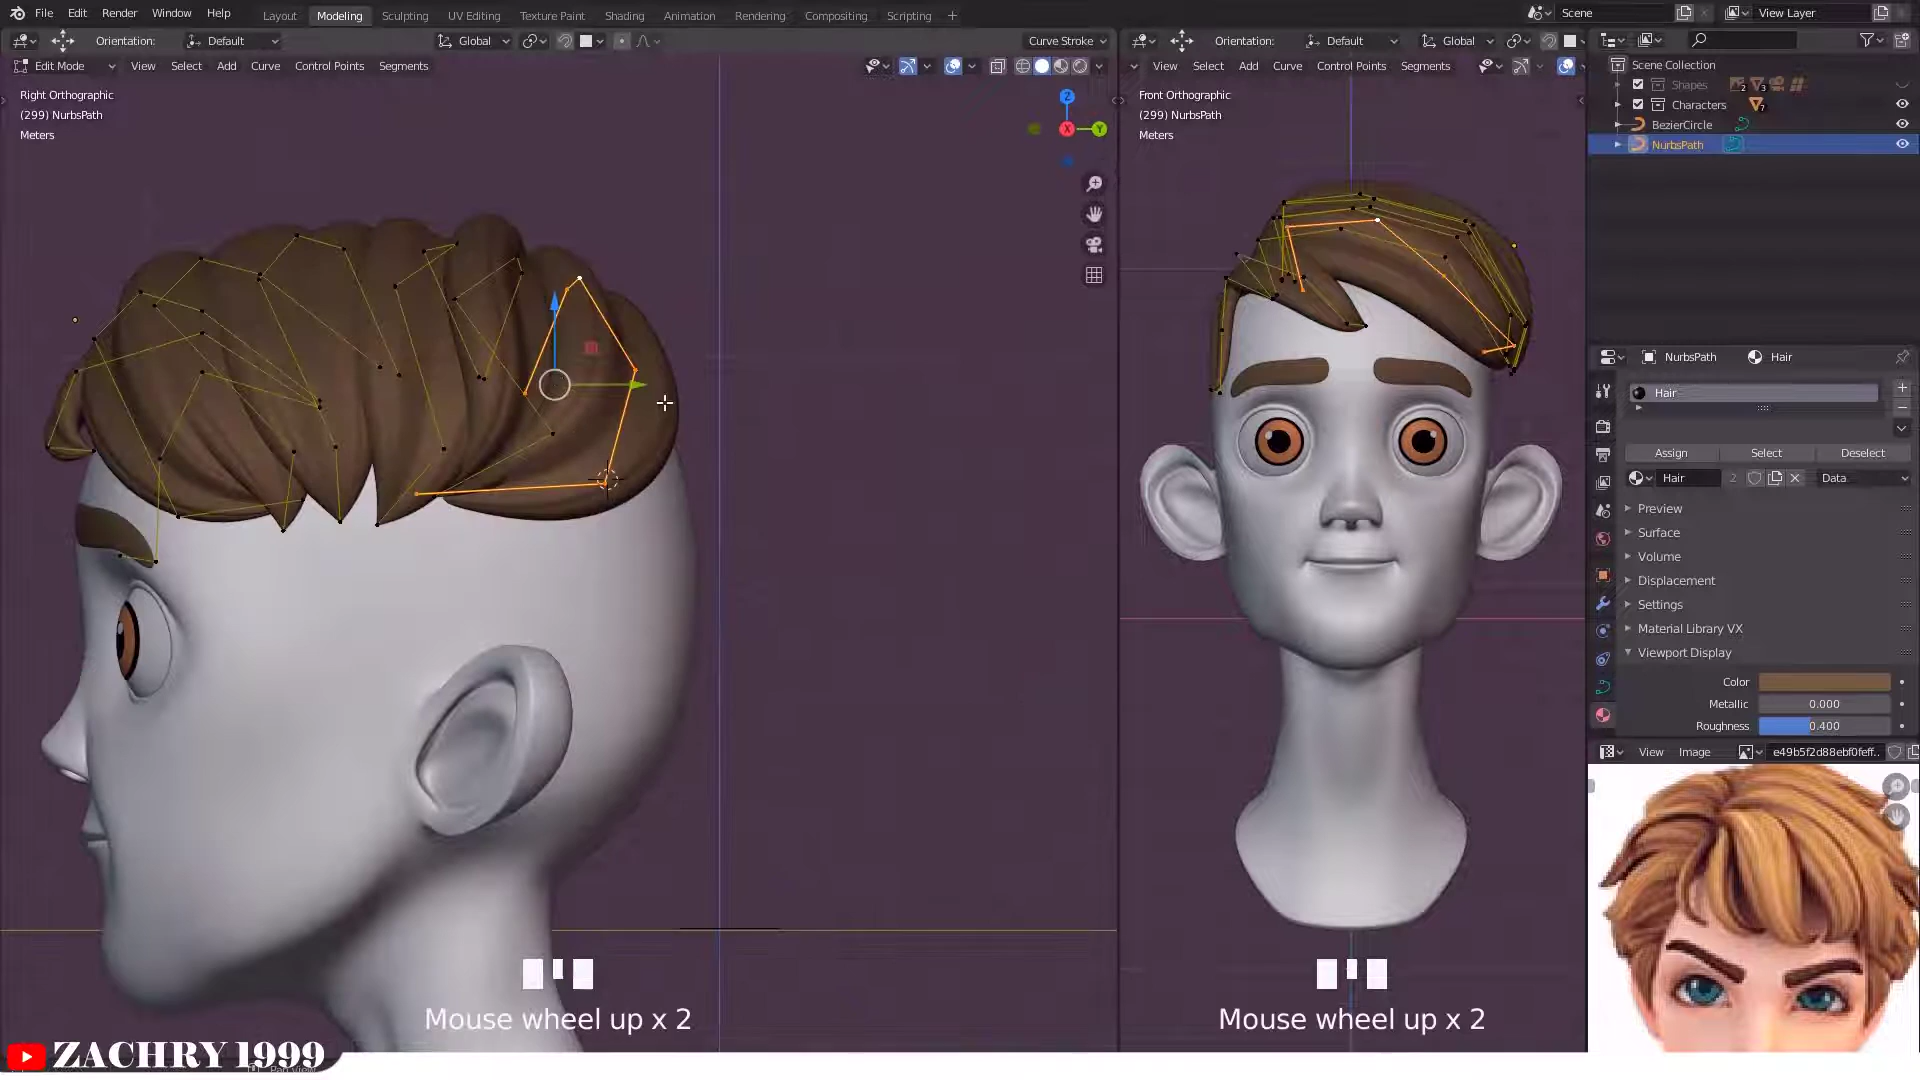 File Edit Render Window Help
Layout Modeling Sculpting UV Editing Texture Paint Shading Animation Rendering Compositing Scripting +
Scene
View Layer
Orientation: Default Global Curve Stroke
Orientation: Default Global
Edit Mode View Select Add Curve Control Points Segments
View Select Add Curve Control Points Segments
Right Orthographic
(299) NurbsPath
Meters
Z
X
Y
Front Orthographic
(299) NurbsPath
Meters
Scene Collection
Shapes 2 3
Characters 7
BezierCircle
NurbsPath
NurbsPath Hair
Hair
Assign Select Deselect
Hair 2 Data
Preview
Surface
Volume
Displacement
Settings
Material Library VX
Viewport Display
Color
Metallic 0.000
Roughness 0.400
View Image e49b5f2d88ebf0feff..
Mouse wheel up x 2
Mouse wheel up x 2
ZACHRY 1999
Pan View